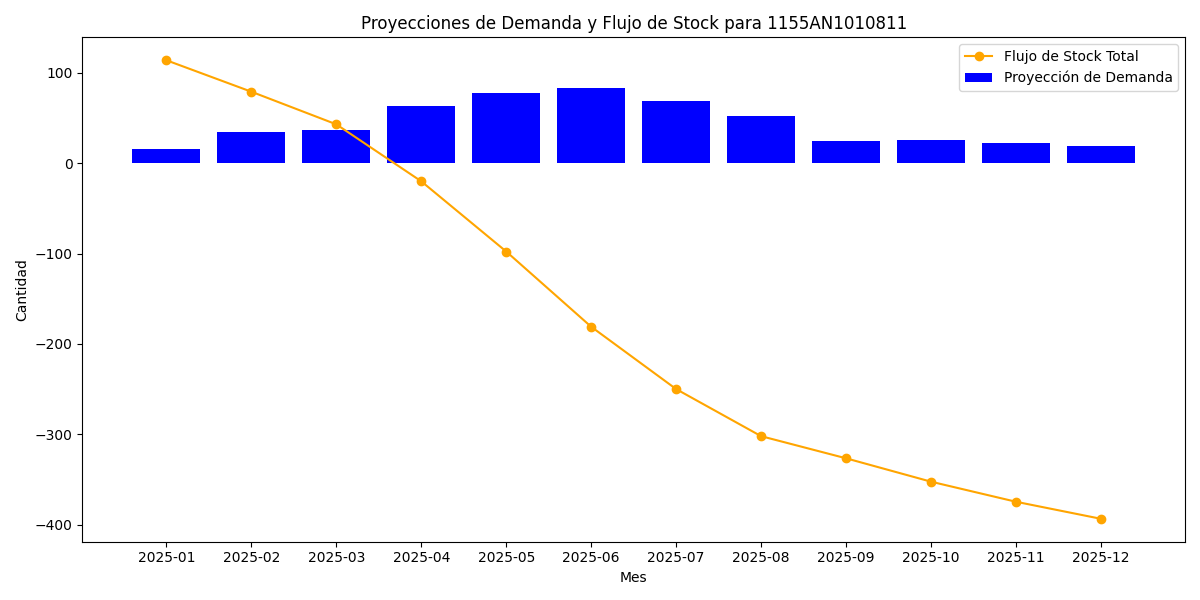 Proyecciones de Demanda y Flujo de Stock para 1155AN1010811
Flujo de Stock Total
Proyección de Demanda
100
0
−100
−200
−300
−400
Cantidad
2025-01 2025-02 2025-03 2025-04 2025-05 2025-06 2025-07 2025-08 2025-09 2025-10 2025-11 2025-12
Mes